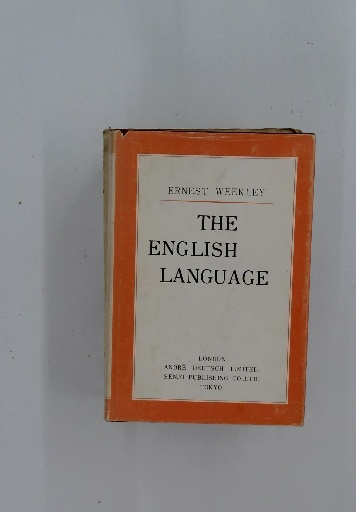 ERNEST WEEKLEY
THE
ENGLISH
LANGUAGE
LONDON
ANDRÉ DEUTSCH LIMITED
SENJO PUBLISHING CO.,LTD.
TOKYO